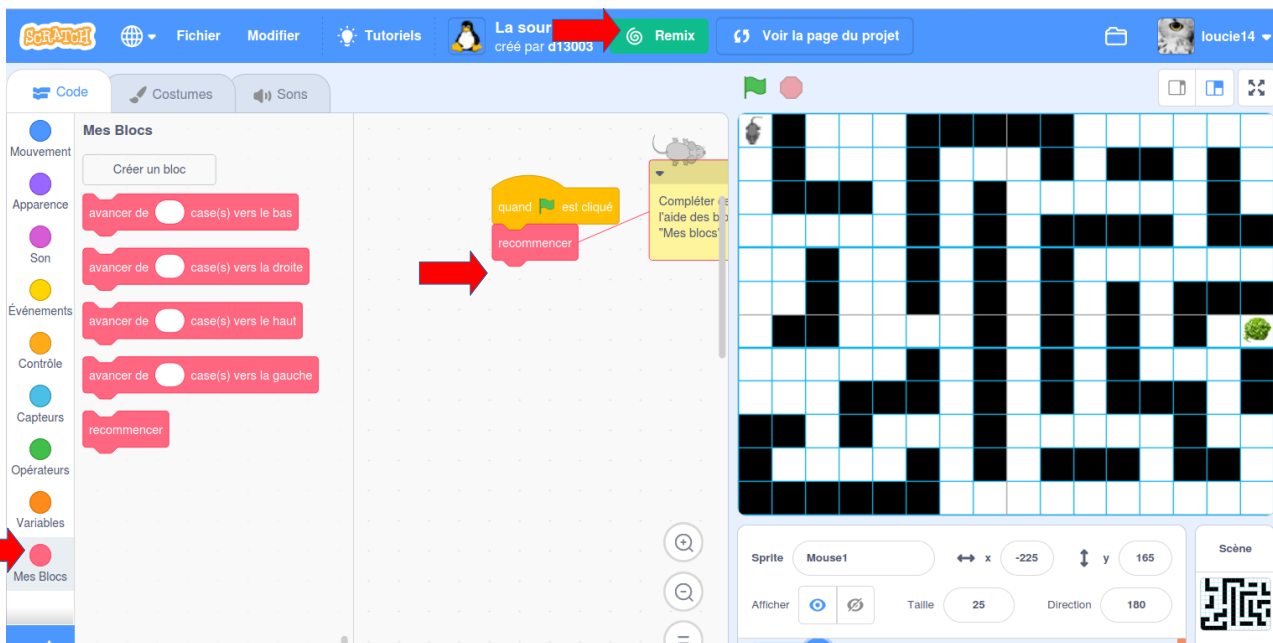 SCRATCH
Fichier
Modifier
Tutoriels
La sour
créé par d13003
Remix
Voir la page du projet
loucie14
Code
Costumes
Sons
Mouvement
Apparence
Son
Événements
Contrôle
Capteurs
Opérateurs
Variables
Mes Blocs
Mes Blocs
Créer un bloc
avancer de case(s) vers le bas
avancer de case(s) vers la droite
avancer de case(s) vers le haut
avancer de case(s) vers la gauche
recommencer
quand est cliqué
recommencer
Compléter
l'aide des blo
"Mes blocs"
Sprite
Mouse1
x
-225
y
165
Afficher
Taille
25
Direction
180
Scène